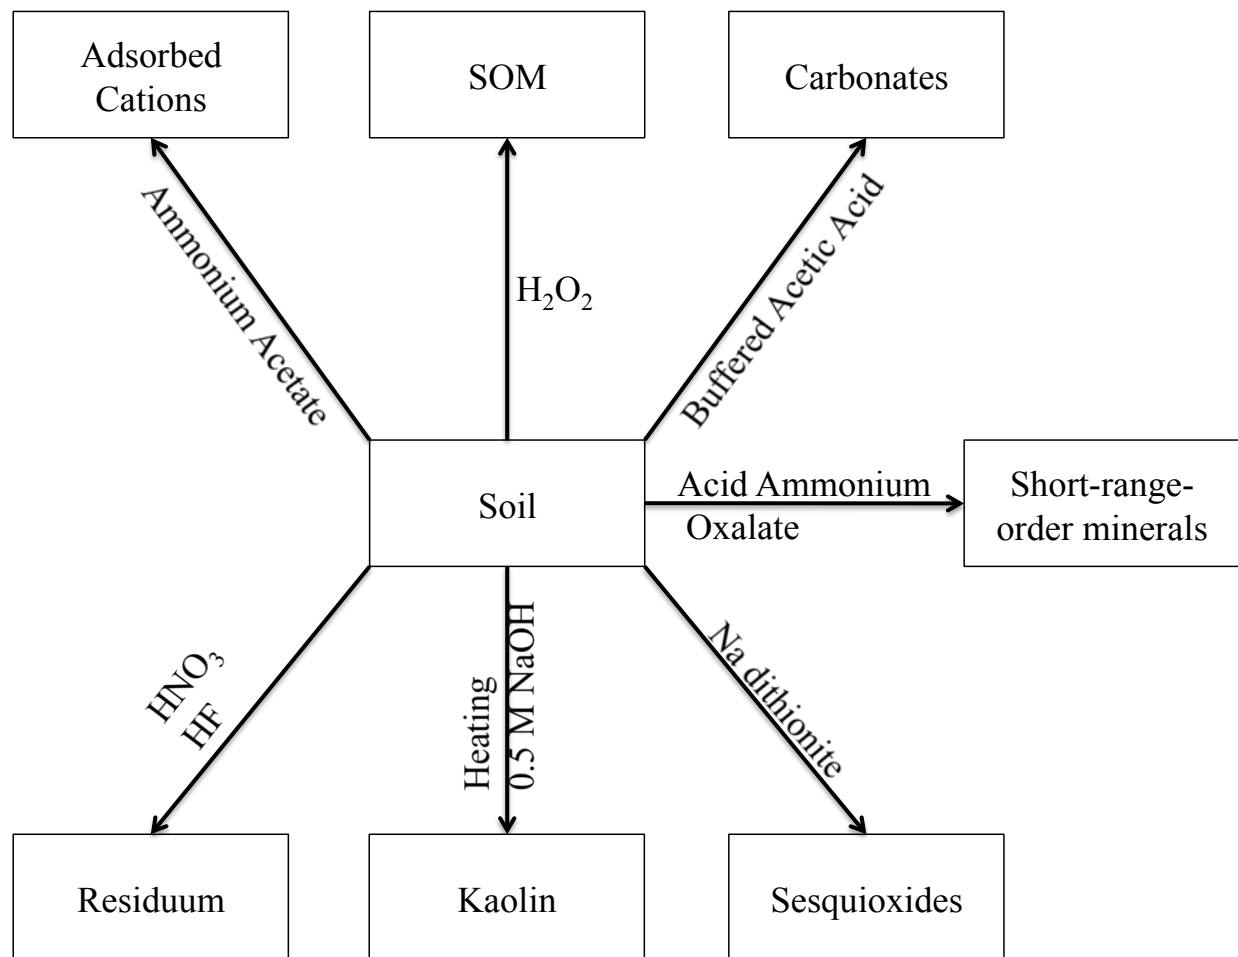 Adsorbed
Cations
SOM
Carbonates
Ammonium Acetate
H₂O₂
Buffered Acetic Acid
Soil
Acid Ammonium
Oxalate
Short-range-
order minerals
HNO₃
HF
Heating
0.5 M NaOH
Na dithionite
Residuum
Kaolin
Sesquioxides